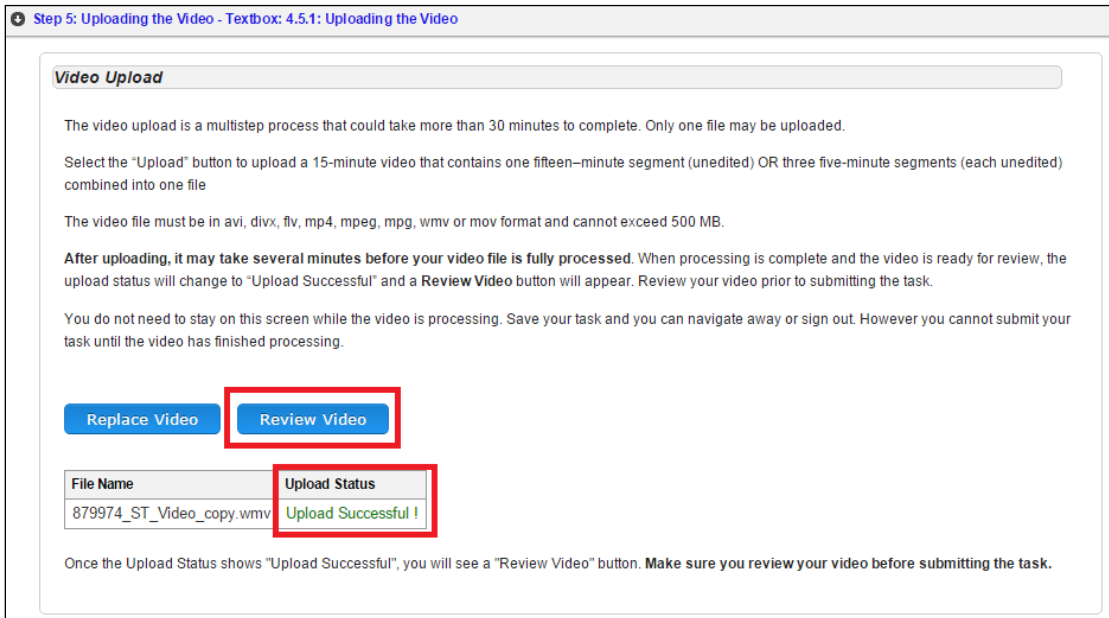 Step 5: Uploading the Video - Textbox: 4.5.1: Uploading the Video
Video Upload
The video upload is a multistep process that could take more than 30 minutes to complete. Only one file may be uploaded.
Select the “Upload” button to upload a 15-minute video that contains one fifteen–minute segment (unedited) OR three five-minute segments (each unedited)
combined into one file
The video file must be in avi, divx, flv, mp4, mpeg, mpg, wmv or mov format and cannot exceed 500 MB.
After uploading, it may take several minutes before your video file is fully processed. When processing is complete and the video is ready for review, the
upload status will change to “Upload Successful” and a Review Video button will appear. Review your video prior to submitting the task.
You do not need to stay on this screen while the video is processing. Save your task and you can navigate away or sign out. However you cannot submit your
task until the video has finished processing.
Replace Video Review Video
File Name Upload Status
879974_ST_Video_copy.wmv Upload Successful !
Once the Upload Status shows "Upload Successful", you will see a "Review Video" button. Make sure you review your video before submitting the task.